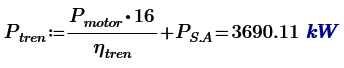 P_tren := (P_motor · 16) / η_tren + P_S.A = 3690.11 kW